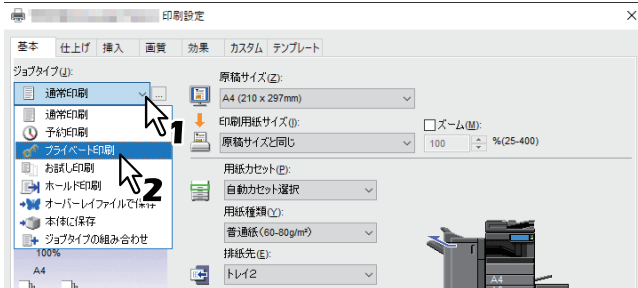 印刷設定
基本 仕上げ 挿入 画質 効果 カスタム テンプレート
ジョブタイプ(J):
通常印刷
...
通常印刷
予約印刷
プライベート印刷
お試し印刷
ホールド印刷
オーバーレイファイルで保存
本体に保存
ジョブタイプの組み合わせ
1
2
100%
A4
原稿サイズ(Z):
A4 (210 x 297mm)
印刷用紙サイズ(I):
原稿サイズと同じ
ズーム(M):
100 %(25-400)
用紙カセット(P):
自動カセット選択
用紙種類(Y):
普通紙(60-80g/m²)
排紙先(E):
トレイ2
A4